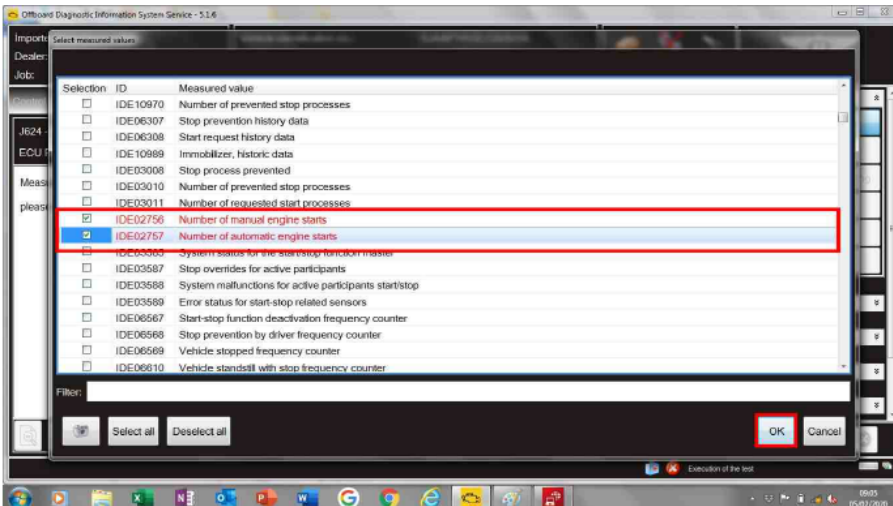 Offboard Diagnostic Information System Service - 5.1.6
Importe
Dealer:
Job:
Select measured values
J624 -
ECU
Meas
please
Selection ID Measured value
IDE10970 Number of prevented stop processes
IDE06307 Stop prevention history data
IDE06308 Start request history data
IDE10989 Immobilizer, historic data
IDE03008 Stop process prevented
IDE03010 Number of prevented stop processes
IDE03011 Number of requested start processes
IDE02756 Number of manual engine starts
IDE02757 Number of automatic engine starts
System status for the start/stop function master
IDE03587 Stop overrides for active participants
IDE03588 System malfunctions for active participants start/stop
IDE03589 Error status for start-stop related sensors
IDE06567 Start-stop function deactivation frequency counter
IDE06568 Stop prevention by driver frequency counter
IDE06569 Vehicle stopped frequency counter
IDE06610 Vehicle standstill with stop frequency counter
Filter:
Select all
Deselect all
OK
Cancel
Execution of the test
09:05
05/02/2020